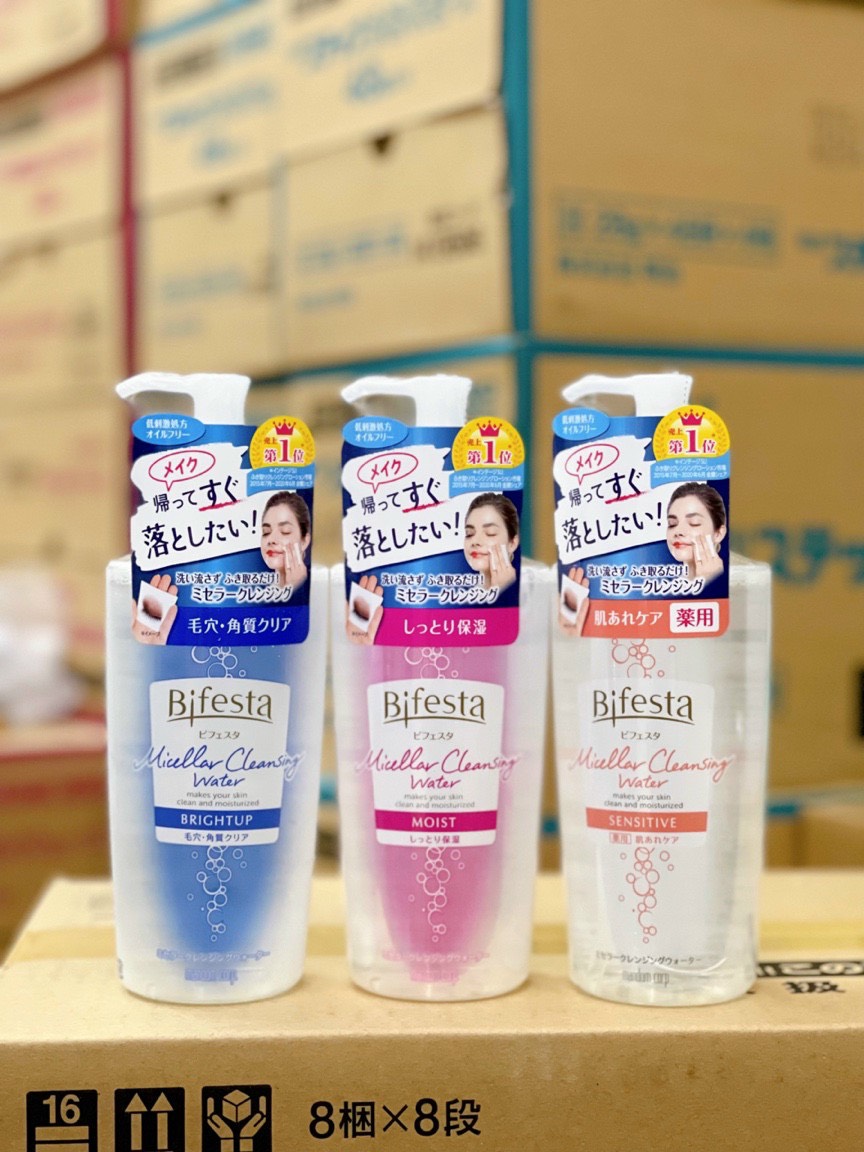 低刺激処方
オイルフリー
売上
第1位
メイク
帰ってすぐ
落としたい!
洗い流さず ふき取るだけ!
ミセラークレンジング
毛穴・角質クリア
Bifesta
ビフェスタ
Micellar Cleansing
Water
makes your skin
clean and moisturized
BRIGHTUP
毛穴・角質クリア
低刺激処方
オイルフリー
売上
第1位
メイク
帰ってすぐ
落としたい!
洗い流さず ふき取るだけ!
ミセラークレンジング
しっとり保湿
Bifesta
ビフェスタ
Micellar Cleansing
Water
makes your skin
clean and moisturized
MOIST
しっとり保湿
低刺激処方
オイルフリー
売上
第1位
メイク
帰ってすぐ
落としたい!
洗い流さず ふき取るだけ!
ミセラークレンジング
肌あれケア 薬用
Bifesta
ビフェスタ
Micellar Cleansing
Water
makes your skin
clean and moisturized
SENSITIVE
薬用 肌あれケア
ミセラークレンジングウォーター
mandom corp.
16
8梱×8段